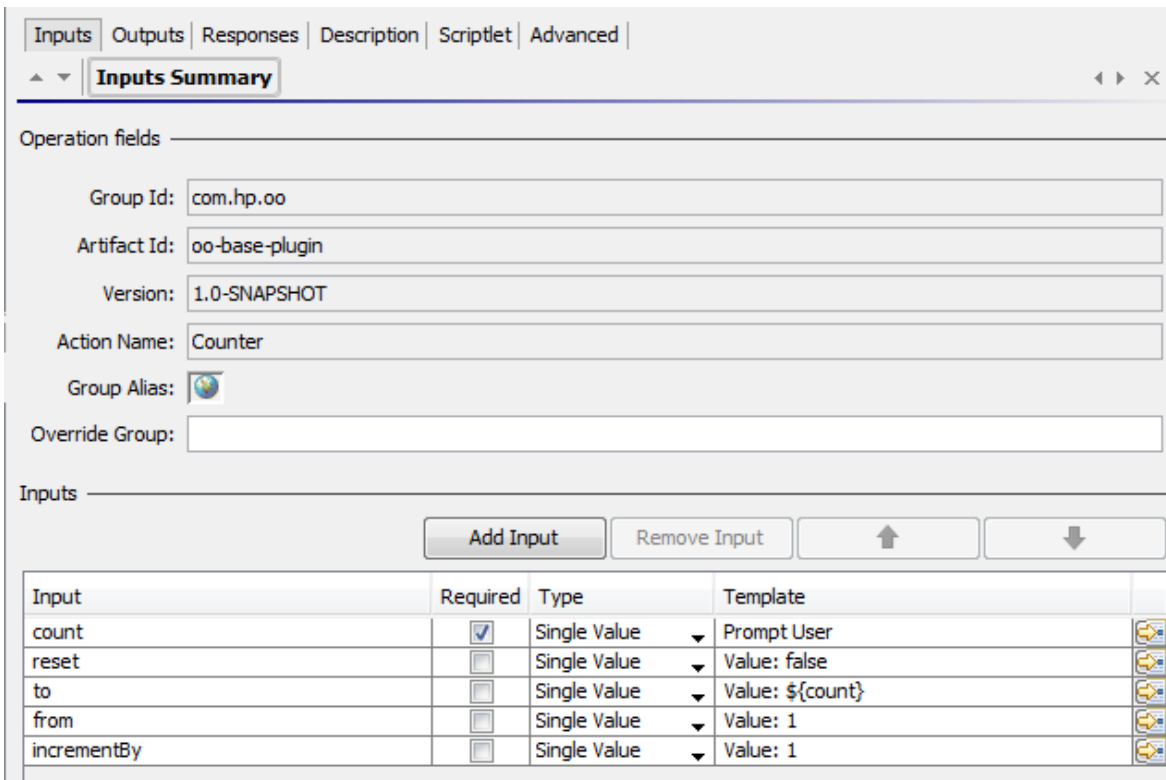 Inputs Outputs Responses Description Scriptlet Advanced
Inputs Summary
Operation fields
Group Id: com.hp.oo
Artifact Id: oo-base-plugin
Version: 1.0-SNAPSHOT
Action Name: Counter
Group Alias:
Override Group:
Inputs
Add Input Remove Input
Input Required Type Template
count Single Value Prompt User
reset Single Value Value: false
to Single Value Value: ${count}
from Single Value Value: 1
incrementBy Single Value Value: 1